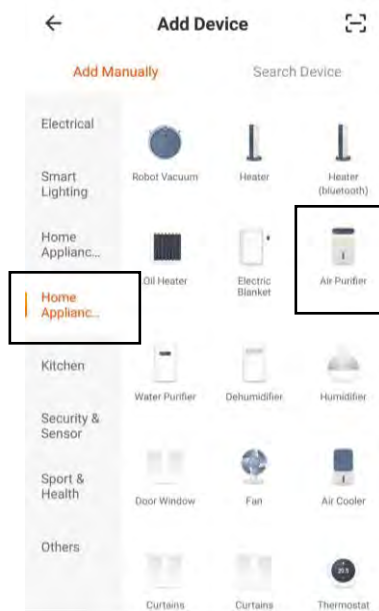 Add Device
Add Manually
Search Device
Electrical
Smart
Lighting
Home
Applianc...
Home
Applianc...
Kitchen
Security &
Sensor
Sport &
Health
Others
Robot Vacuum
Heater
Heater
(bluetooth)
Oil Heater
Electric
Blanket
Air Purifier
Water Purifier
Dehumidifier
Humidifier
Door Window
Fan
Air Cooler
Curtains
Curtains
Thermostat